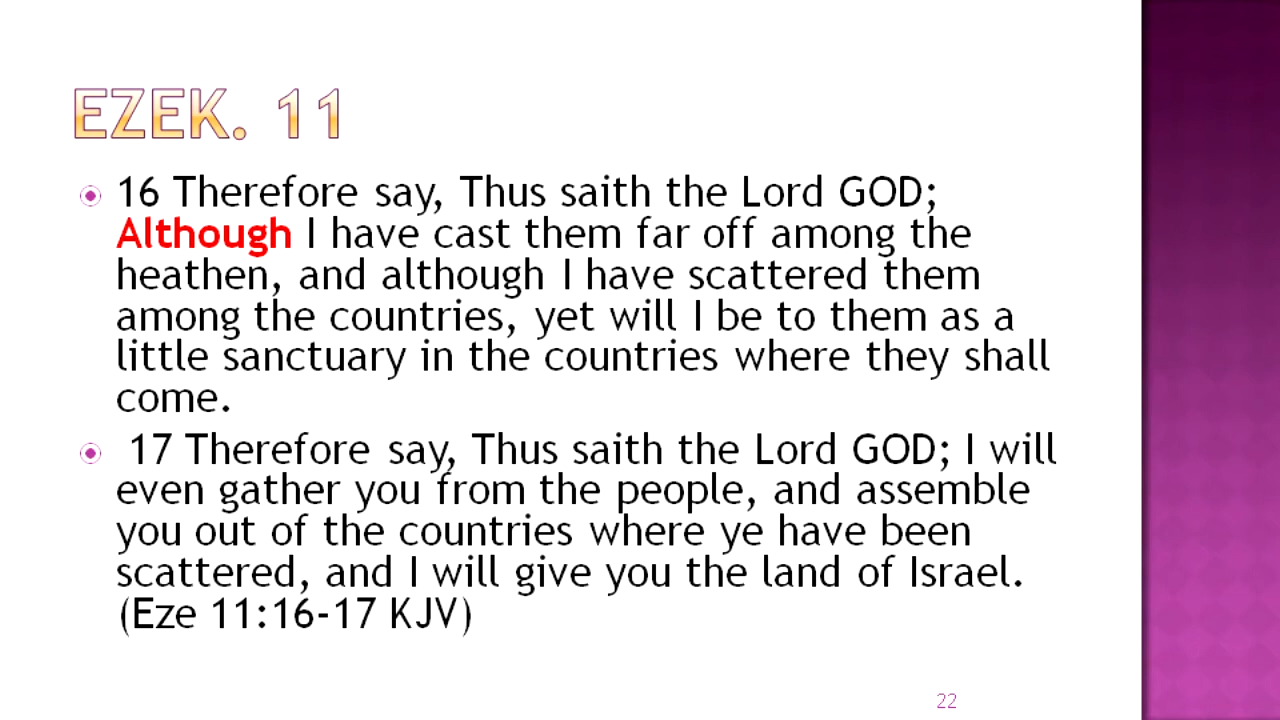 EZEK. 11
16 Therefore say, Thus saith the Lord GOD;
Although I have cast them far off among the
heathen, and although I have scattered them
among the countries, yet will I be to them as a
little sanctuary in the countries where they shall
come.
17 Therefore say, Thus saith the Lord GOD; I will
even gather you from the people, and assemble
you out of the countries where ye have been
scattered, and I will give you the land of Israel.
(Eze 11:16-17 KJV)
22